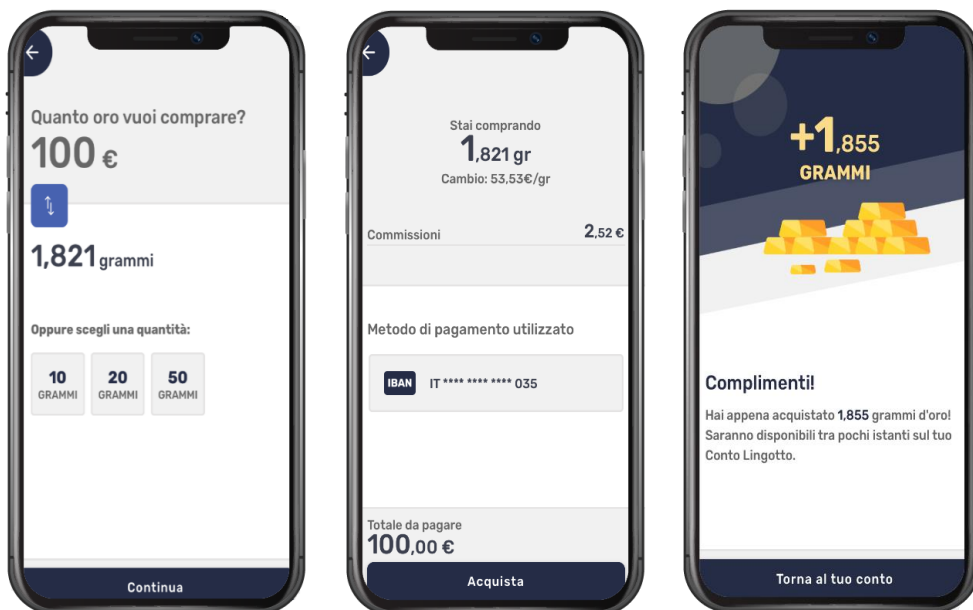 Quanto oro vuoi comprare?
100 €
1,821 grammi
Oppure scegli una quantità:
10
GRAMMI
20
GRAMMI
50
GRAMMI
Continua
Stai comprando
1,821 gr
Cambio: 53,53€/gr
Commissioni 2,52 €
Metodo di pagamento utilizzato
IBAN IT **** **** **** 035
Totale da pagare
100,00 €
Acquista
+1,855
GRAMMI
Complimenti!
Hai appena acquistato 1,855 grammi d'oro!
Saranno disponibili tra pochi istanti sul tuo
Conto Lingotto.
Torna al tuo conto